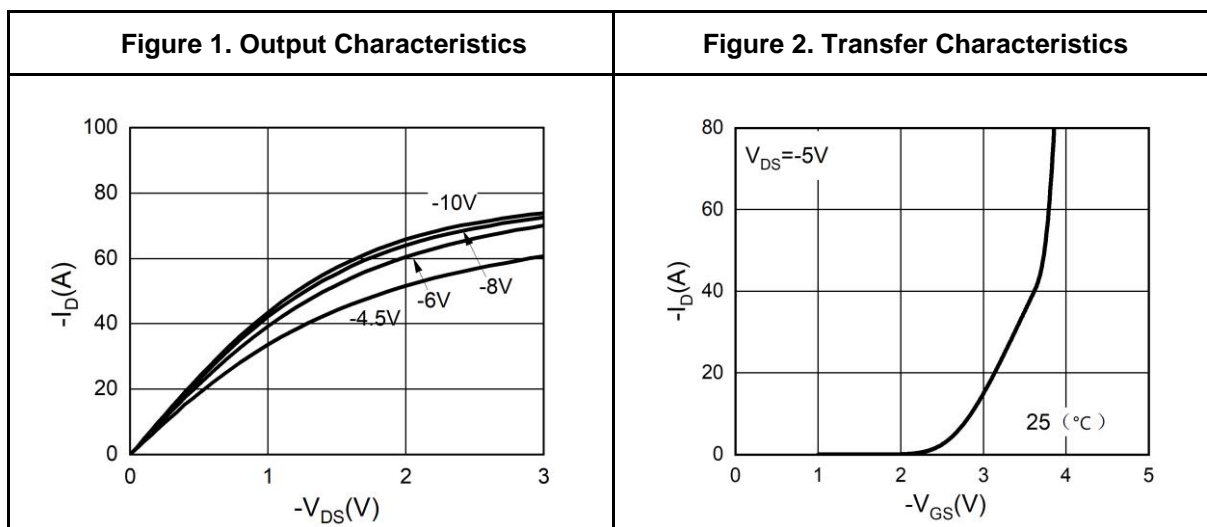 Figure 1. Output Characteristics
100
80
60
40
20
0
-I_D(A)
-10V
-8V
-6V
-4.5V
0 1 2 3
-V_DS(V)
Figure 2. Transfer Characteristics
80
60
40
20
0
-I_D(A)
V_DS=-5V
25（℃）
0 1 2 3 4 5
-V_GS(V)